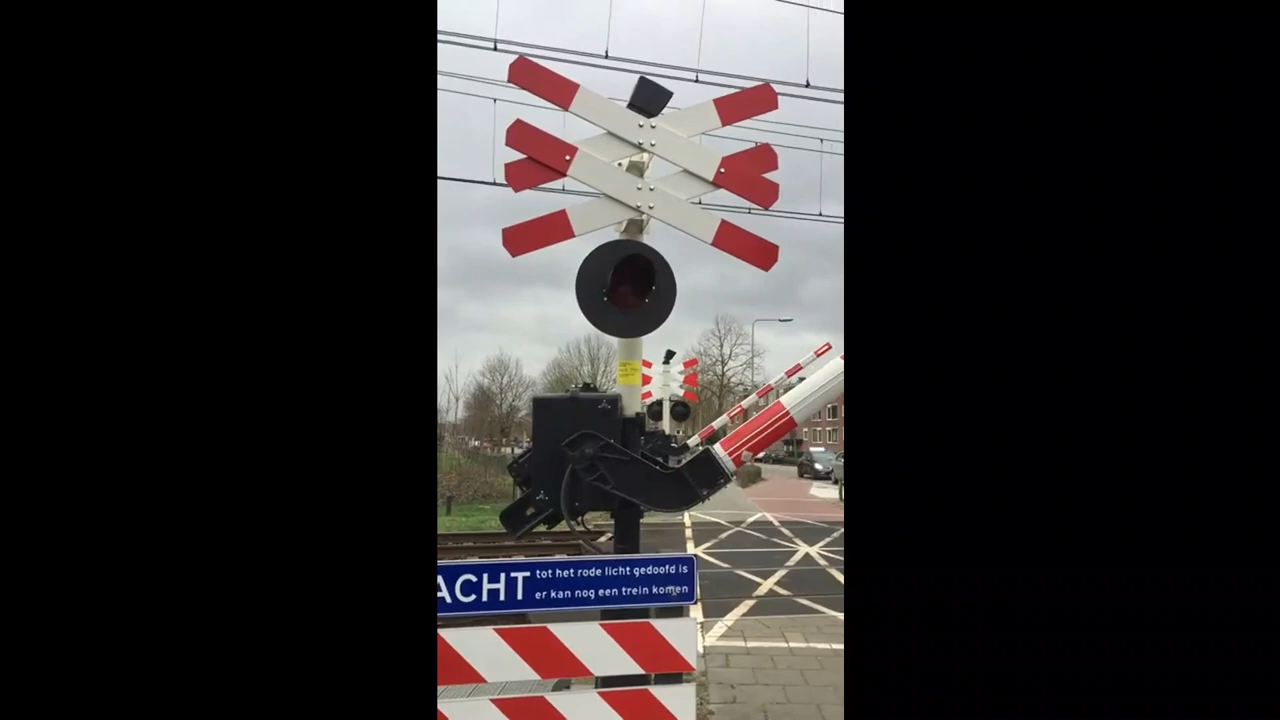 ACHT
tot het rode licht gedoofd is
er kan nog een trein komen